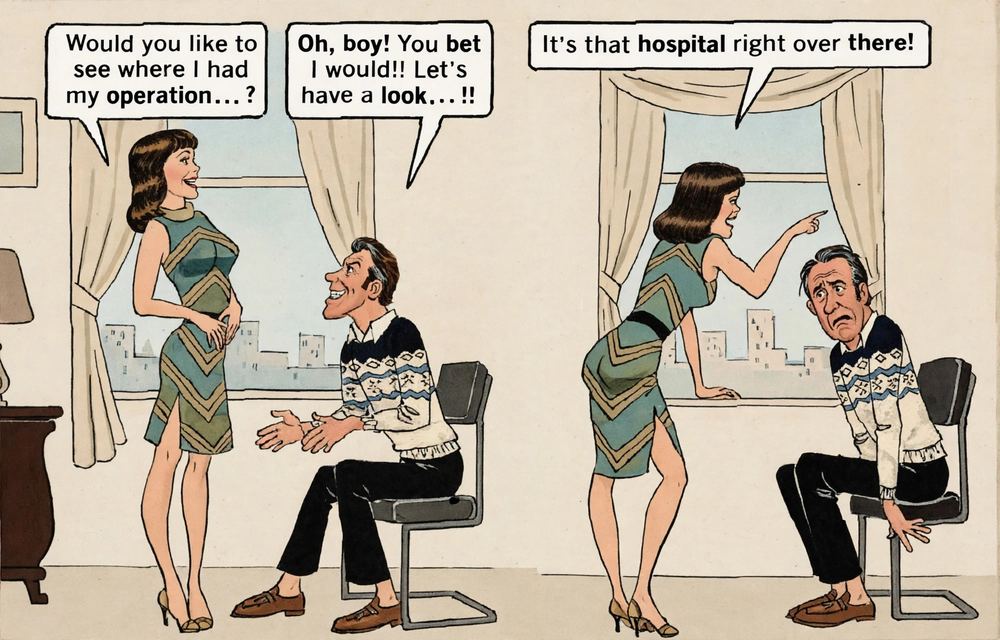 Would you like to
see where I had
my operation...?
Oh, boy! You bet
I would!! Let's
have a look...!!
It's that hospital right over there!